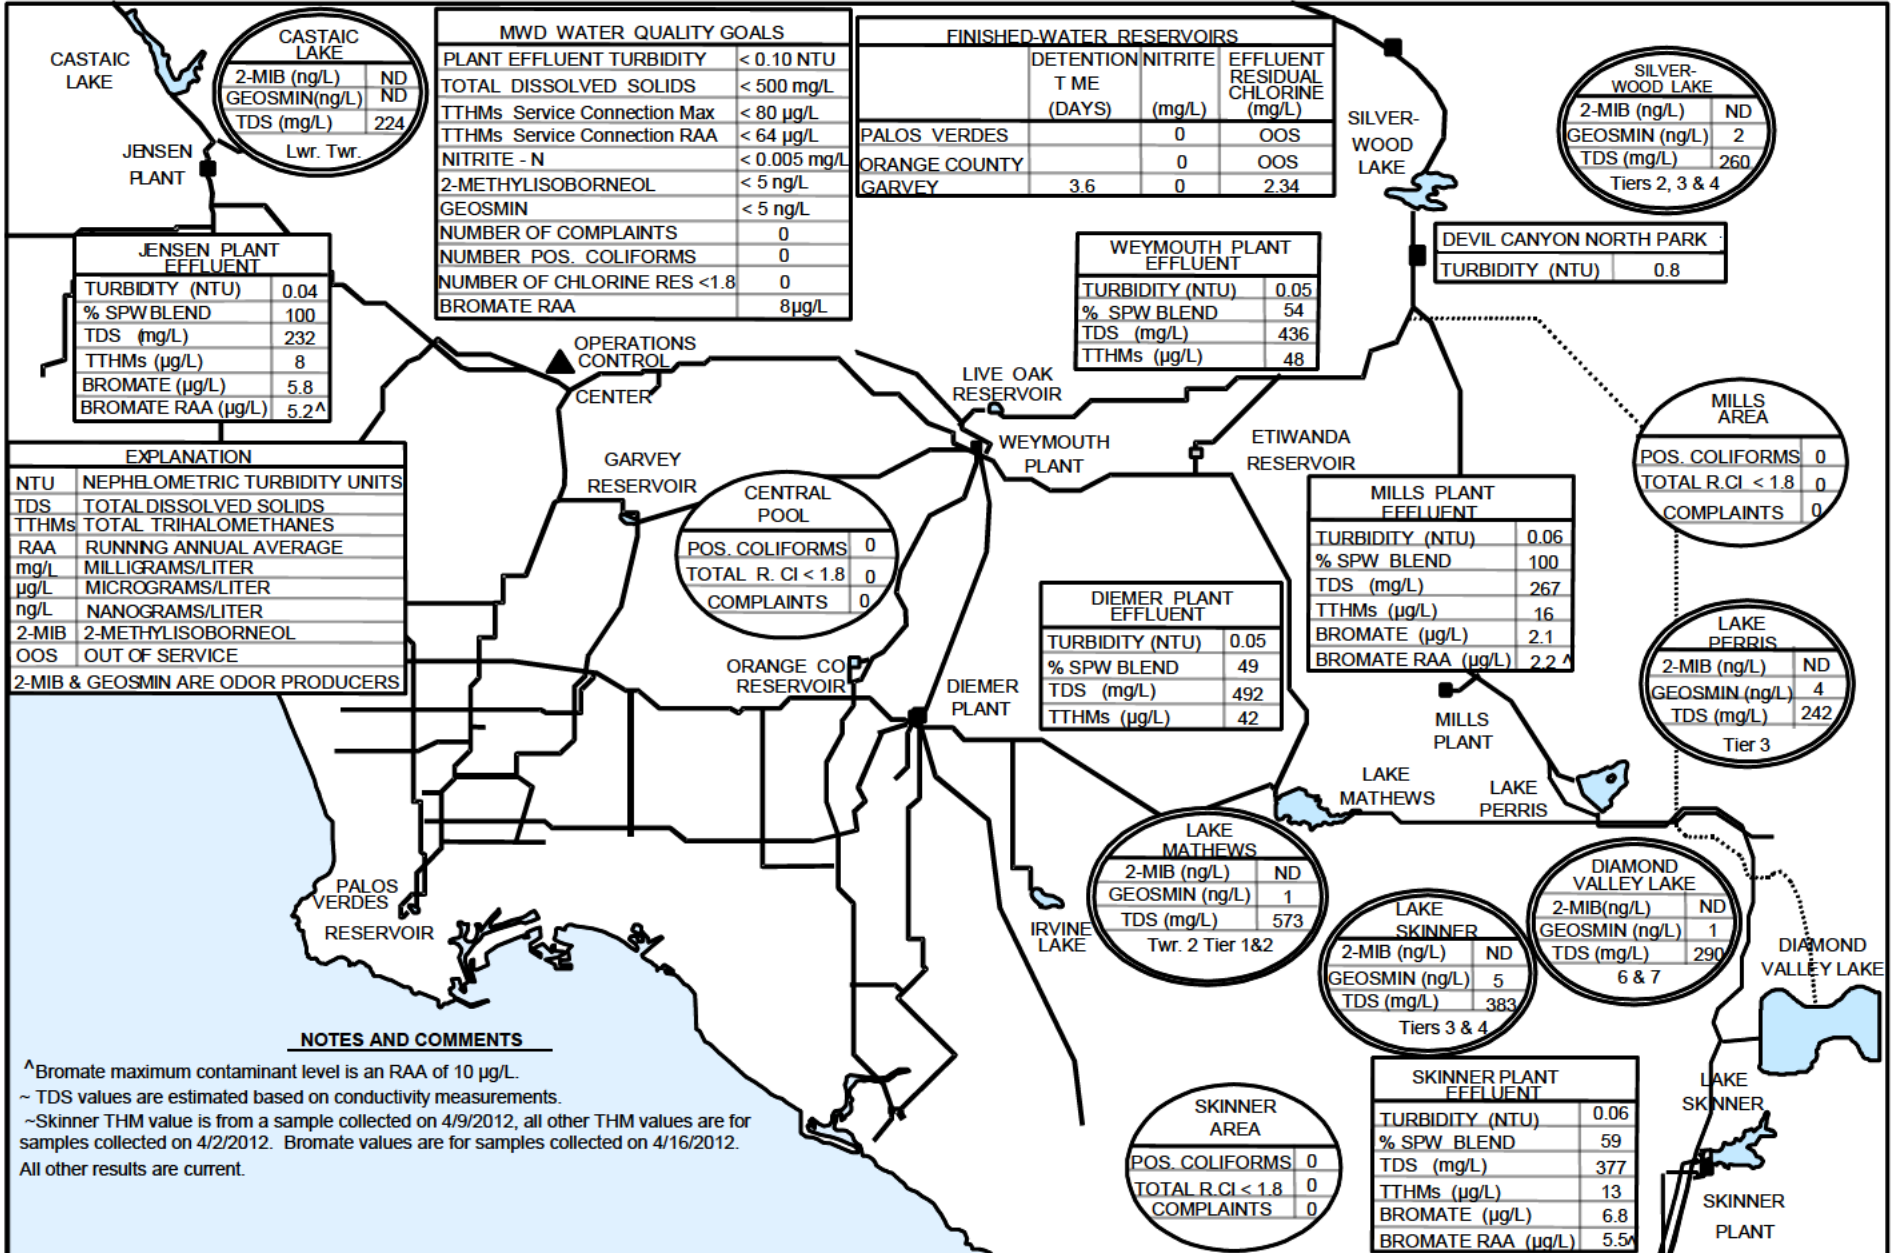 CASTAIC
LAKE
CASTAIC
LAKE
2-MIB (ng/L) ND
GEOSMIN(ng/L) ND
TDS (mg/L) 224
Lwr. Twr.
JENSEN
PLANT
MWD WATER QUALITY GOALS
PLANT EFFLUENT TURBIDITY < 0.10 NTU
TOTAL DISSOLVED SOLIDS < 500 mg/L
TTHMs Service Connection Max < 80 µg/L
TTHMs Service Connection RAA < 64 µg/L
NITRITE - N < 0.005 mg/L
2-METHYLISOBORNEOL < 5 ng/L
GEOSMIN < 5 ng/L
NUMBER OF COMPLAINTS 0
NUMBER POS. COLIFORMS 0
NUMBER OF CHLORINE RES <1.8 0
BROMATE RAA 8µg/L
FINISHED-WATER RESERVOIRS
DETENTION NITRITE EFFLUENT
RESIDUAL
T ME CHLORINE
(DAYS) (mg/L) (mg/L)
PALOS VERDES 0 OOS
ORANGE COUNTY 0 OOS
GARVEY 3.6 0 2.34
SILVER-
WOOD
LAKE
SILVER-
WOOD LAKE
2-MIB (ng/L) ND
GEOSMIN (ng/L) 2
TDS (mg/L) 260
Tiers 2, 3 & 4
DEVIL CANYON NORTH PARK
TURBIDITY (NTU) 0.8
JENSEN PLANT
EFFLUENT
TURBIDITY (NTU) 0.04
% SPW BLEND 100
TDS (mg/L) 232
TTHMs (µg/L) 8
BROMATE (µg/L) 5.8
BROMATE RAA (µg/L) 5.2^
WEYMOUTH PLANT
EFFLUENT
TURBIDITY (NTU) 0.05
% SPW BLEND 54
TDS (mg/L) 436
TTHMs (µg/L) 48
OPERATIONS
CONTROL
CENTER
LIVE OAK
RESERVOIR
WEYMOUTH
PLANT
ETIWANDA
RESERVOIR
MILLS
AREA
POS. COLIFORMS 0
TOTAL R.Cl < 1.8 0
COMPLAINTS 0
EXPLANATION
NTU NEPHELOMETRIC TURBIDITY UNITS
TDS TOTAL DISSOLVED SOLIDS
TTHMs TOTAL TRIHALOMETHANES
RAA RUNNING ANNUAL AVERAGE
mg/L MILLIGRAMS/LITER
µg/L MICROGRAMS/LITER
ng/L NANOGRAMS/LITER
2-MIB 2-METHYLISOBORNEOL
OOS OUT OF SERVICE
2-MIB & GEOSMIN ARE ODOR PRODUCERS
GARVEY
RESERVOIR
CENTRAL
POOL
POS. COLIFORMS 0
TOTAL R. Cl < 1.8 0
COMPLAINTS 0
MILLS PLANT
EFFLUENT
TURBIDITY (NTU) 0.06
% SPW BLEND 100
TDS (mg/L) 267
TTHMs (µg/L) 16
BROMATE (µg/L) 2.1
BROMATE RAA (µg/L) 2.2 ^
DIEMER PLANT
EFFLUENT
TURBIDITY (NTU) 0.05
% SPW BLEND 49
TDS (mg/L) 492
TTHMs (µg/L) 42
ORANGE CO
RESERVOIR
DIEMER
PLANT
LAKE
PERRIS
2-MIB (ng/L) ND
GEOSMIN (ng/L) 4
TDS (mg/L) 242
Tier 3
MILLS
PLANT
LAKE
MATHEWS
LAKE
PERRIS
LAKE
MATHEWS
2-MIB (ng/L) ND
GEOSMIN (ng/L) 1
TDS (mg/L) 573
Twr. 2 Tier 1&2
DIAMOND
VALLEY LAKE
2-MIB(ng/L) ND
GEOSMIN (ng/L) 1
TDS (mg/L) 290
6 & 7
LAKE
SKINNER
2-MIB (ng/L) ND
GEOSMIN (ng/L) 5
TDS (mg/L) 383
Tiers 3 & 4
PALOS
VERDES
RESERVOIR
IRVINE
LAKE
DIAMOND
VALLEY LAKE
NOTES AND COMMENTS
^Bromate maximum contaminant level is an RAA of 10 µg/L.
~ TDS values are estimated based on conductivity measurements.
~Skinner THM value is from a sample collected on 4/9/2012, all other THM values are for
samples collected on 4/2/2012. Bromate values are for samples collected on 4/16/2012.
All other results are current.
SKINNER
AREA
POS. COLIFORMS 0
TOTAL R.Cl < 1.8 0
COMPLAINTS 0
SKINNER PLANT
EFFLUENT
TURBIDITY (NTU) 0.06
% SPW BLEND 59
TDS (mg/L) 377
TTHMs (µg/L) 13
BROMATE (µg/L) 6.8
BROMATE RAA (µg/L) 5.5^
LAKE
SKINNER
SKINNER
PLANT